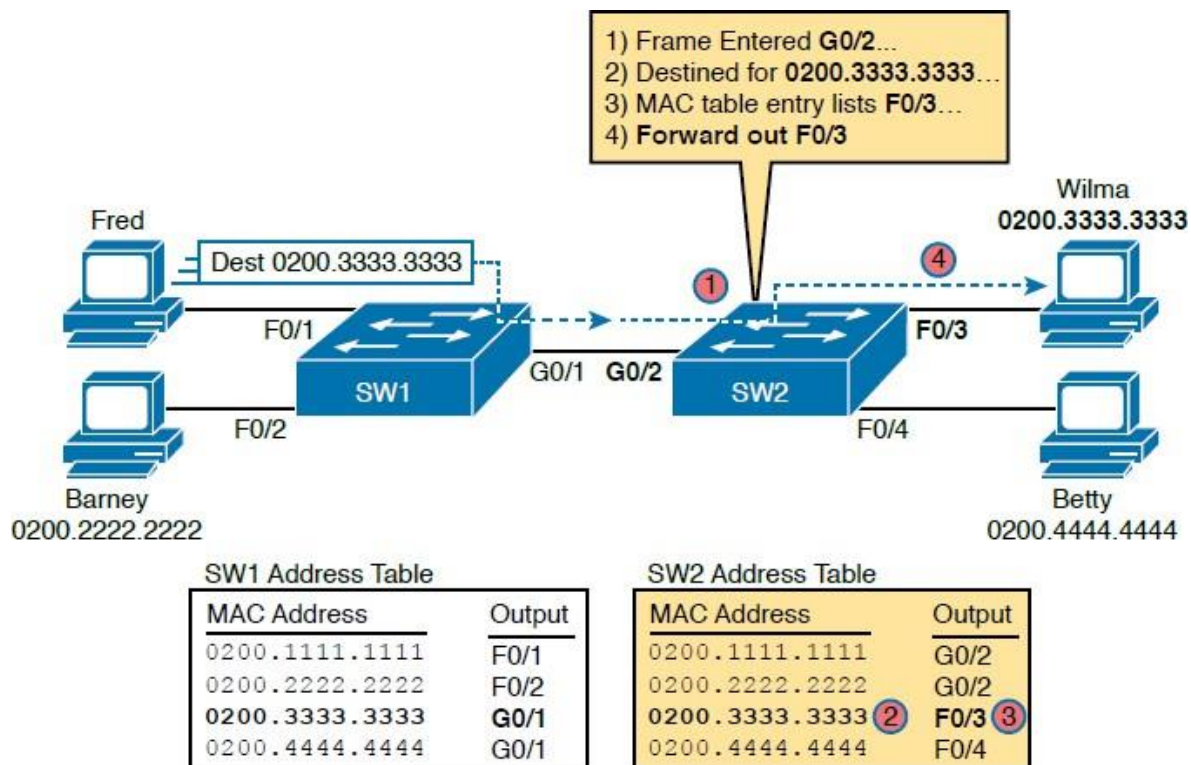 1) Frame Entered G0/2...
2) Destined for 0200.3333.3333...
3) MAC table entry lists F0/3...
4) Forward out F0/3
Wilma
0200.3333.3333
Fred
Dest 0200.3333.3333
1
4
F0/1
F0/3
G0/1
G0/2
SW1
SW2
F0/2
F0/4
Barney
0200.2222.2222
Betty
0200.4444.4444
SW1 Address Table
MAC Address Output
0200.1111.1111 F0/1
0200.2222.2222 F0/2
0200.3333.3333 G0/1
0200.4444.4444 G0/1
SW2 Address Table
MAC Address Output
0200.1111.1111 G0/2
0200.2222.2222 G0/2
0200.3333.3333 2 F0/3 3
0200.4444.4444 F0/4